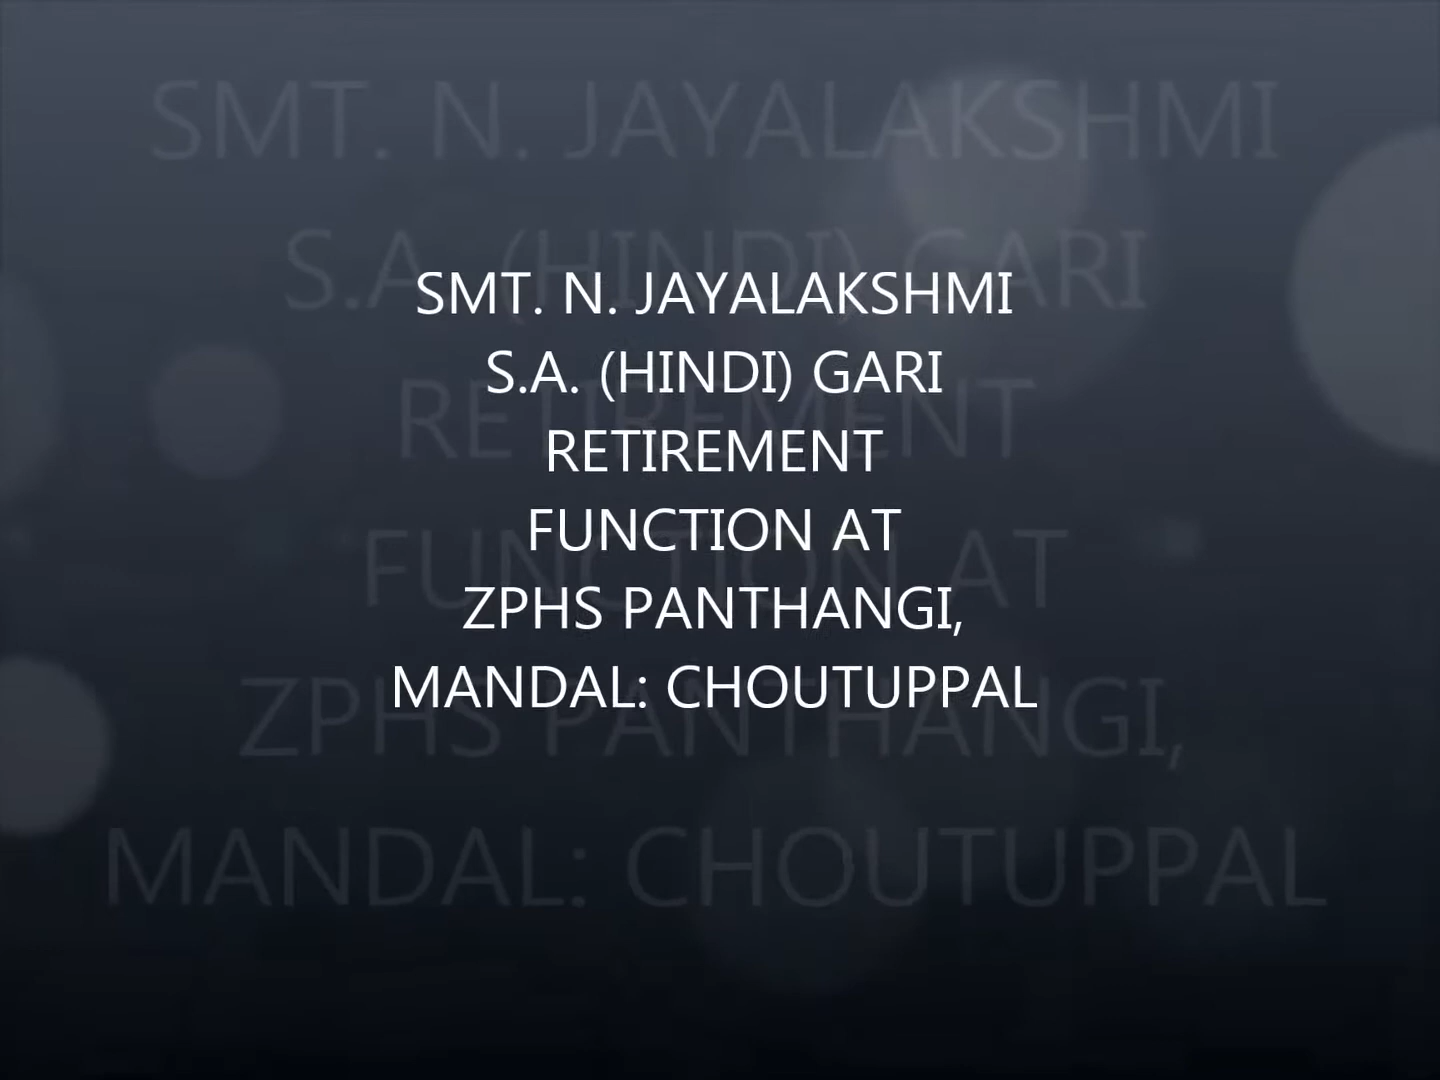 SMT. N. JAYALAKSHMI
S.A. (HINDI) GARI
RETIREMENT
FUNCTION AT
ZPHS PANTHANGI,
MANDAL: CHOUTUPPAL